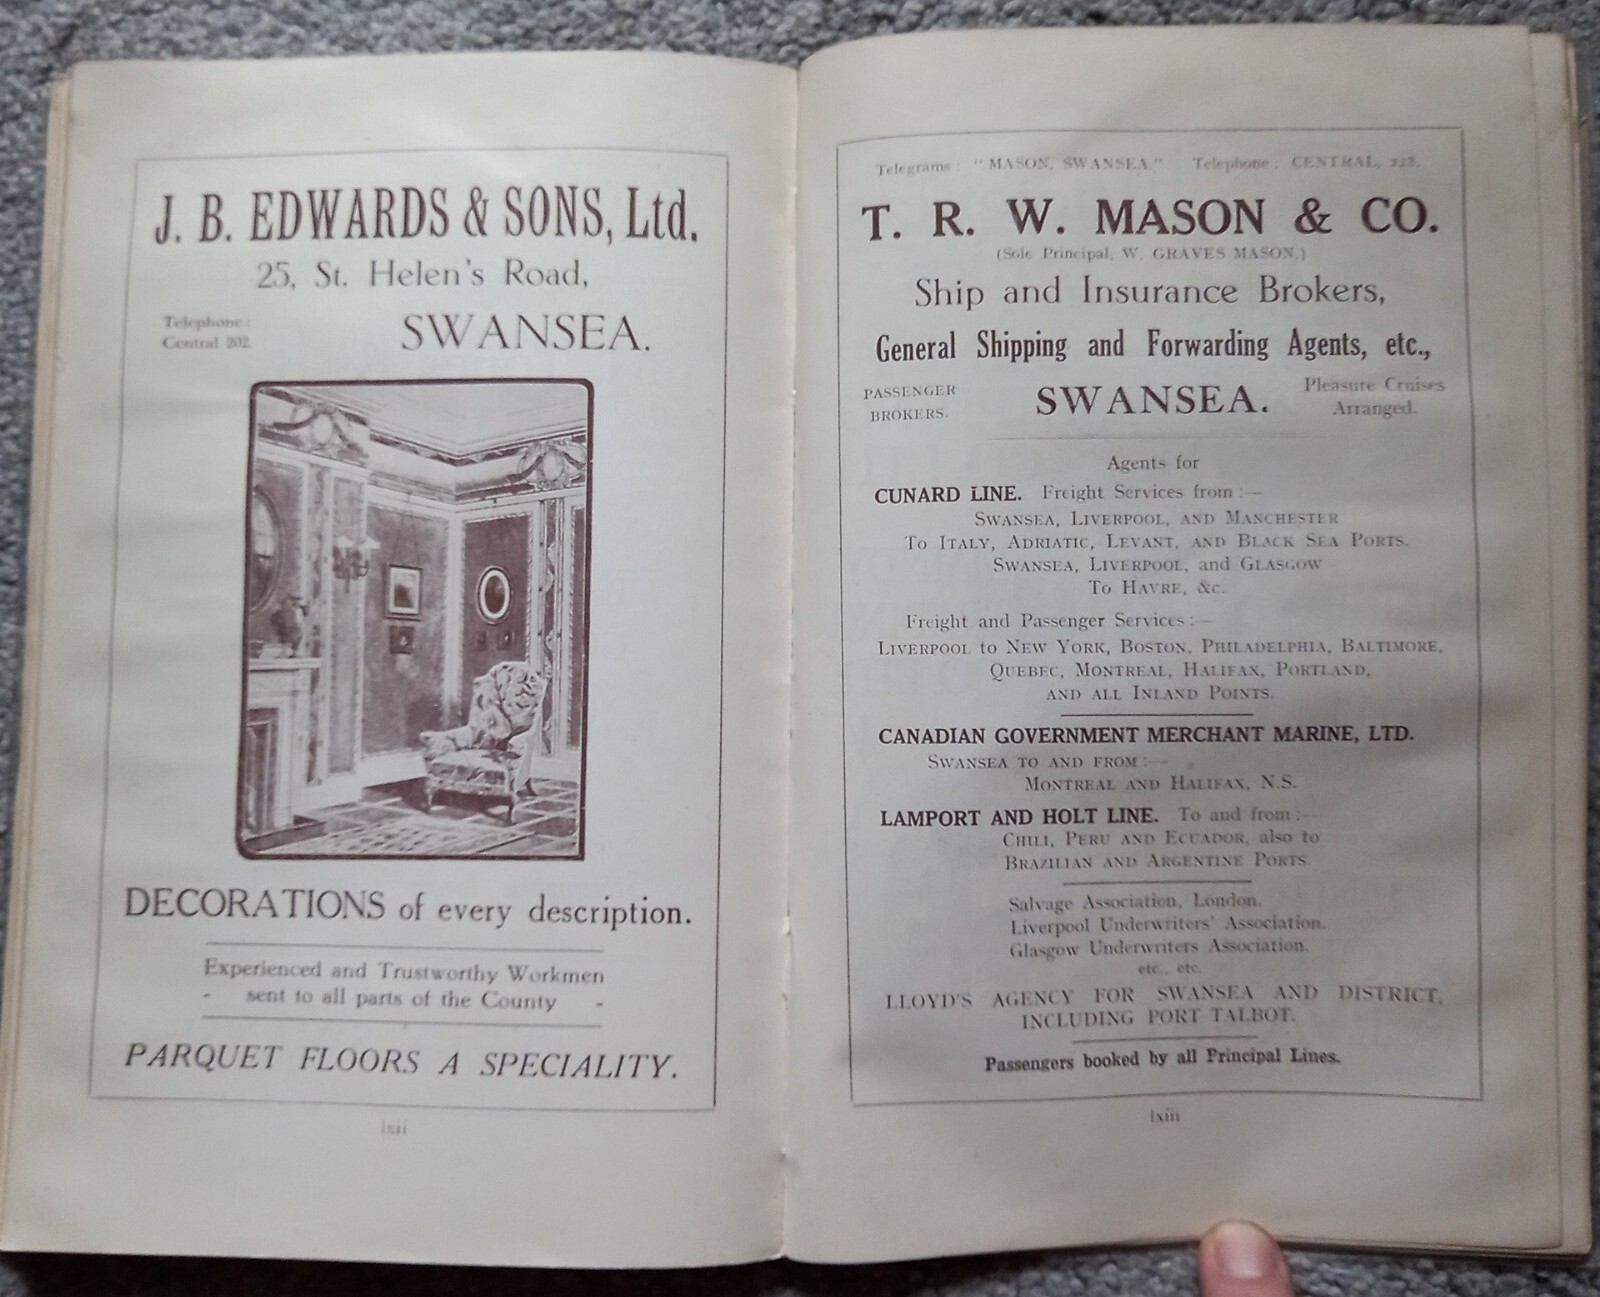 J. B. EDWARDS & SONS, Ltd.
25, St. Helen's Road,
Telephone:
Central 202.
SWANSEA.
DECORATIONS of every description.
Experienced and Trustworthy Workmen
- sent to all parts of the County -
PARQUET FLOORS A SPECIALITY.
lxii
Telegrams: "MASON, SWANSEA." Telephone: CENTRAL, 228.
T. R. W. MASON & CO.
(Sole Principal, W. GRAVES MASON.)
Ship and Insurance Brokers,
General Shipping and Forwarding Agents, etc.,
PASSENGER
BROKERS.
SWANSEA.
Pleasure Cruises
Arranged.
Agents for
CUNARD LINE. Freight Services from:—
SWANSEA, LIVERPOOL, AND MANCHESTER
TO ITALY, ADRIATIC, LEVANT, AND BLACK SEA PORTS.
SWANSEA, LIVERPOOL, and GLASGOW
TO HAVRE, &c.
Freight and Passenger Services:—
LIVERPOOL to NEW YORK, BOSTON, PHILADELPHIA, BALTIMORE,
QUEBEC, MONTREAL, HALIFAX, PORTLAND,
AND ALL INLAND POINTS.
CANADIAN GOVERNMENT MERCHANT MARINE, LTD.
SWANSEA TO AND FROM:—
MONTREAL AND HALIFAX, N.S.
LAMPORT AND HOLT LINE. To and from:—
CHILI, PERU AND ECUADOR, also to
BRAZILIAN AND ARGENTINE PORTS.
Salvage Association, London.
Liverpool Underwriters' Association.
Glasgow Underwriters Association.
etc., etc.
LLOYD'S AGENCY FOR SWANSEA AND DISTRICT,
INCLUDING PORT TALBOT.
Passengers booked by all Principal Lines.
lxiii